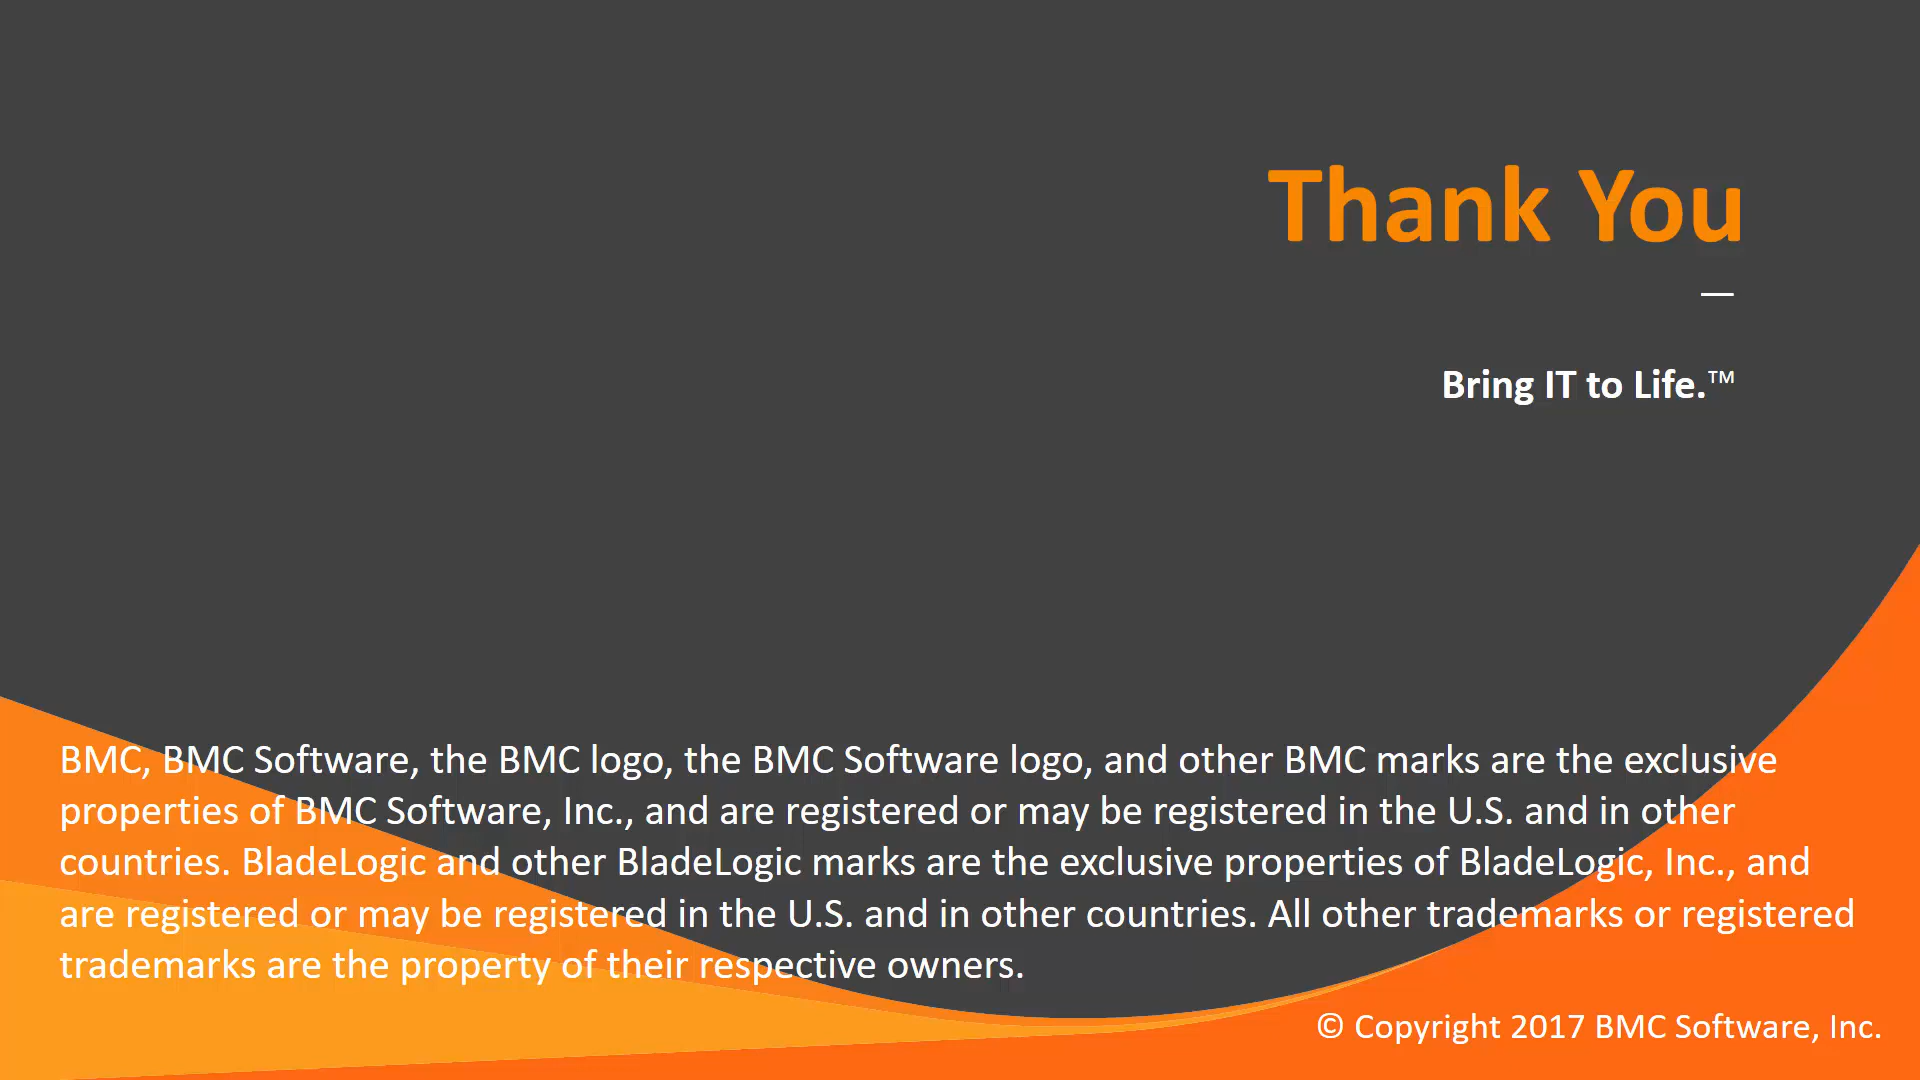 Thank You
—
Bring IT to Life.™
BMC, BMC Software, the BMC logo, the BMC Software logo, and other BMC marks are the exclusive
properties of BMC Software, Inc., and are registered or may be registered in the U.S. and in other
countries. BladeLogic and other BladeLogic marks are the exclusive properties of BladeLogic, Inc., and
are registered or may be registered in the U.S. and in other countries. All other trademarks or registered
trademarks are the property of their respective owners.
© Copyright 2017 BMC Software, Inc.